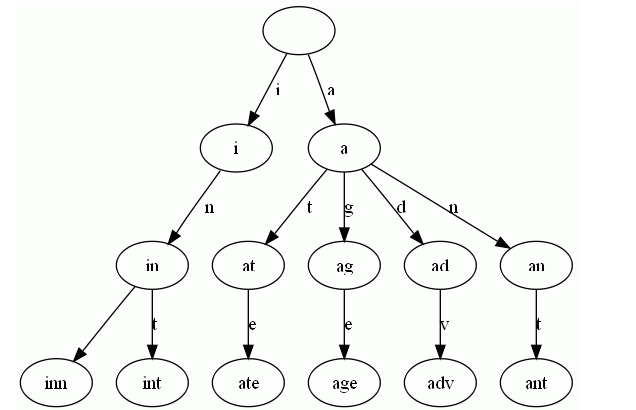 i a
i a
n t g d n
in at ag ad an
t e e v t
inn int ate age adv ant